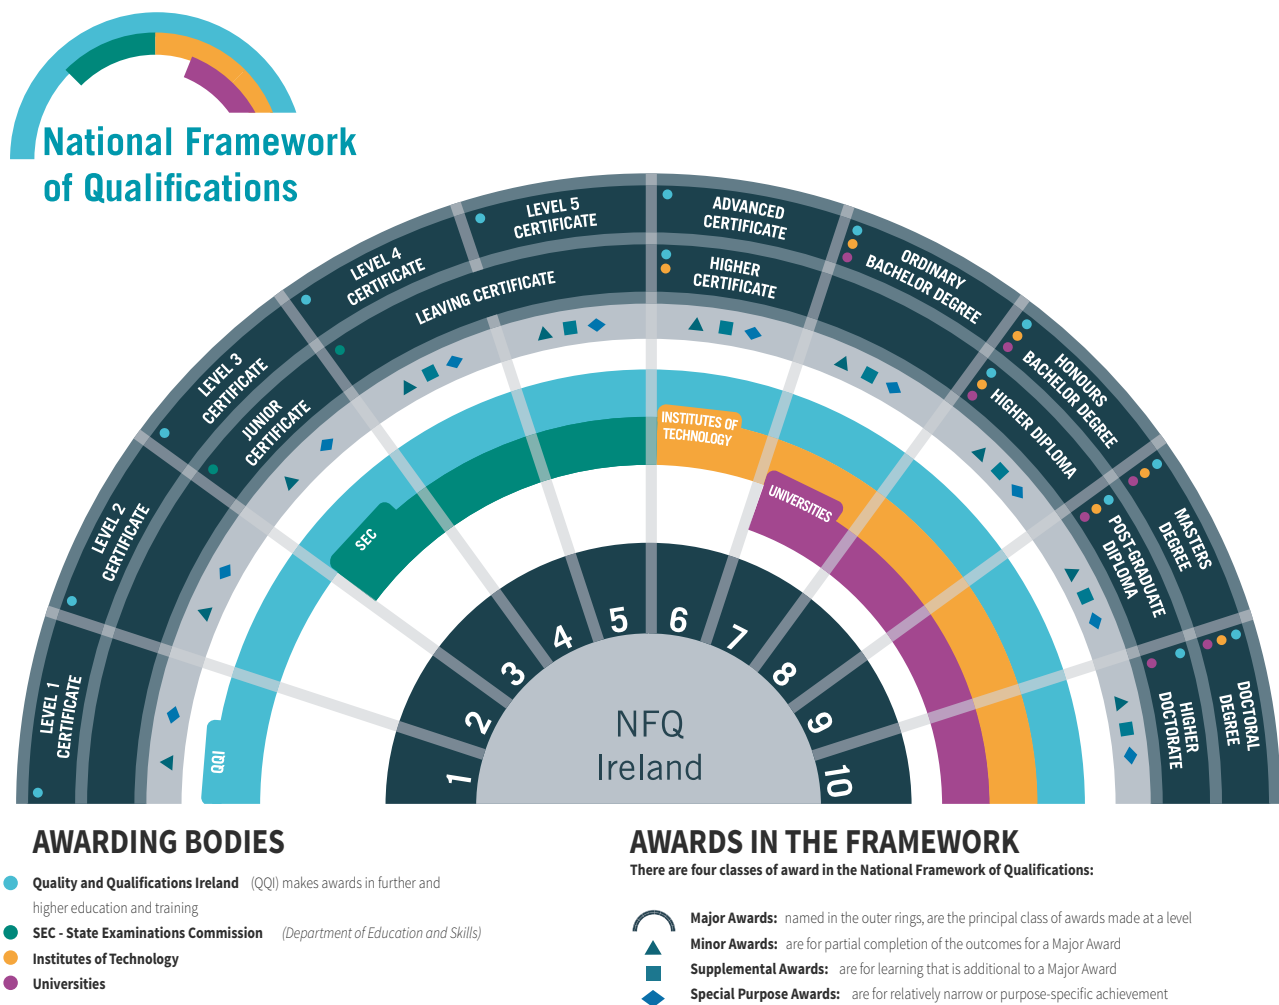 National Framework
of Qualifications
LEVEL 1
CERTIFICATE
LEVEL 2
CERTIFICATE
LEVEL 3
CERTIFICATE
LEVEL 4
CERTIFICATE
LEVEL 5
CERTIFICATE
ADVANCED
CERTIFICATE
ORDINARY
BACHELOR DEGREE
HONOURS
BACHELOR DEGREE
MASTERS
DEGREE
DOCTORAL
DEGREE
JUNIOR
CERTIFICATE
LEAVING CERTIFICATE
HIGHER
CERTIFICATE
HIGHER DIPLOMA
POST-GRADUATE
DIPLOMA
HIGHER
DOCTORATE
QQI
SEC
INSTITUTES OF
TECHNOLOGY
UNIVERSITIES
1
2
3
4
5
6
7
8
9
10
NFQ
Ireland
AWARDING BODIES
Quality and Qualifications Ireland (QQI) makes awards in further and
higher education and training
SEC - State Examinations Commission (Department of Education and Skills)
Institutes of Technology
Universities
AWARDS IN THE FRAMEWORK
There are four classes of award in the National Framework of Qualifications:
Major Awards: named in the outer rings, are the principal class of awards made at a level
Minor Awards: are for partial completion of the outcomes for a Major Award
Supplemental Awards: are for learning that is additional to a Major Award
Special Purpose Awards: are for relatively narrow or purpose-specific achievement